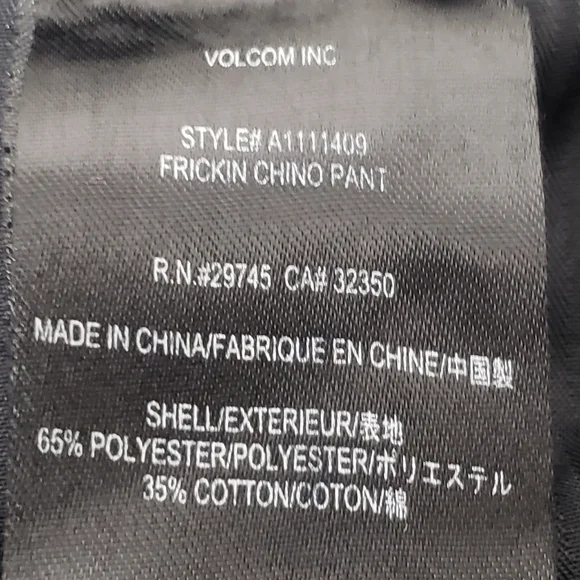 VOLCOM INC
STYLE# A1111409
FRICKIN CHINO PANT
R.N.#29745 CA# 32350
MADE IN CHINA/FABRIQUE EN CHINE/中国製
SHELL/EXTERIEUR/表地
65% POLYESTER/POLYESTER/ポリエステル
35% COTTON/COTON/綿